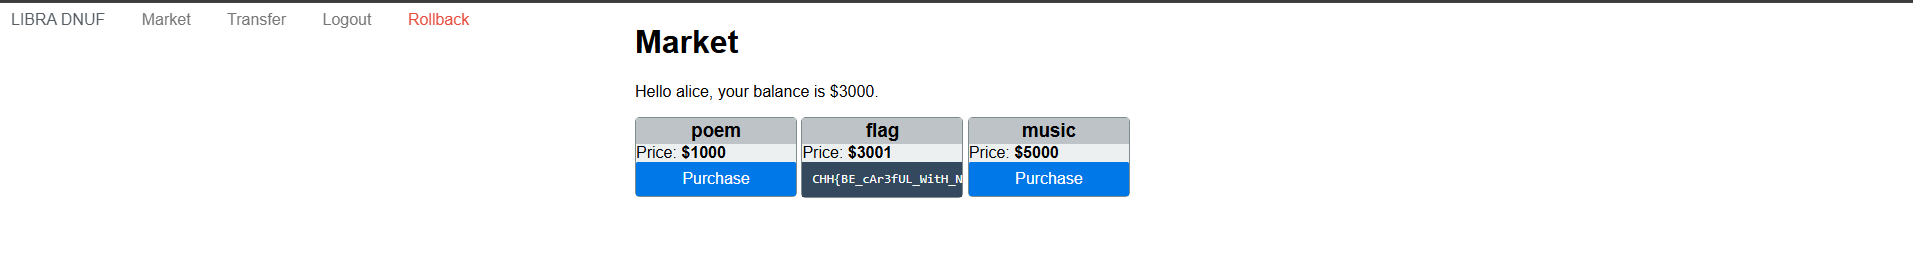 LIBRA DNUF Market Transfer Logout Rollback
Market
Hello alice, your balance is $3000.
poem flag music
Price: $1000 Price: $3001 Price: $5000
Purchase CHH{BE_cAr3fUL_WitH_N Purchase